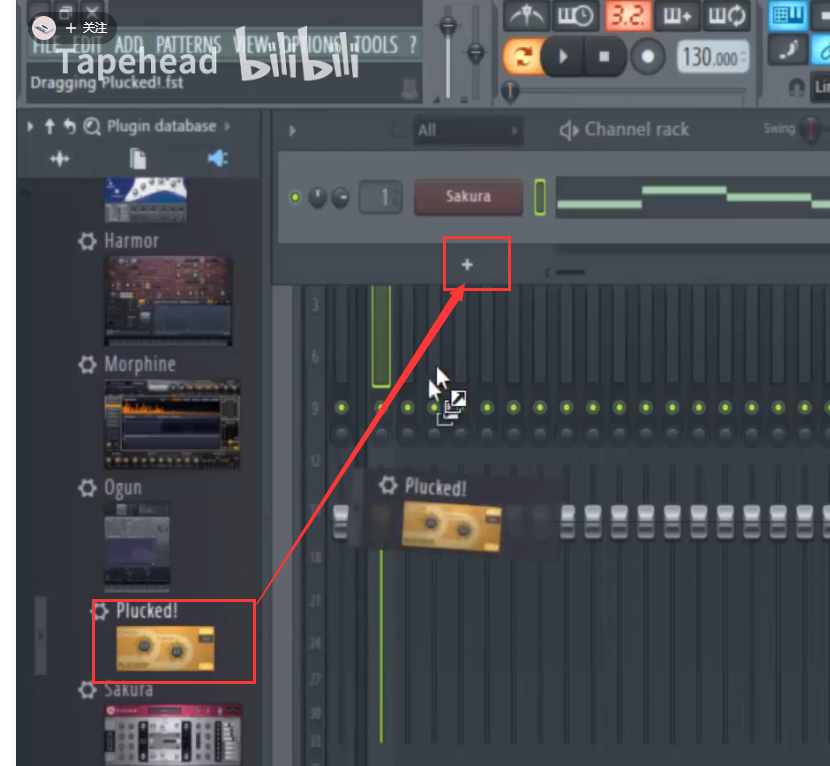 + 关注
FILE EDIT ADD PATTERNS VIEW OPTIONS TOOLS ?
Tapehead bilibili
Dragging Plucked!.fst
3.2.
130.000
Plugin database
All
Channel rack
Swing
1
Sakura
+
Harmor
Morphine
Ogun
Plucked!
Sakura
Plucked!
3
6
9
12
18
21
24
27
30
33